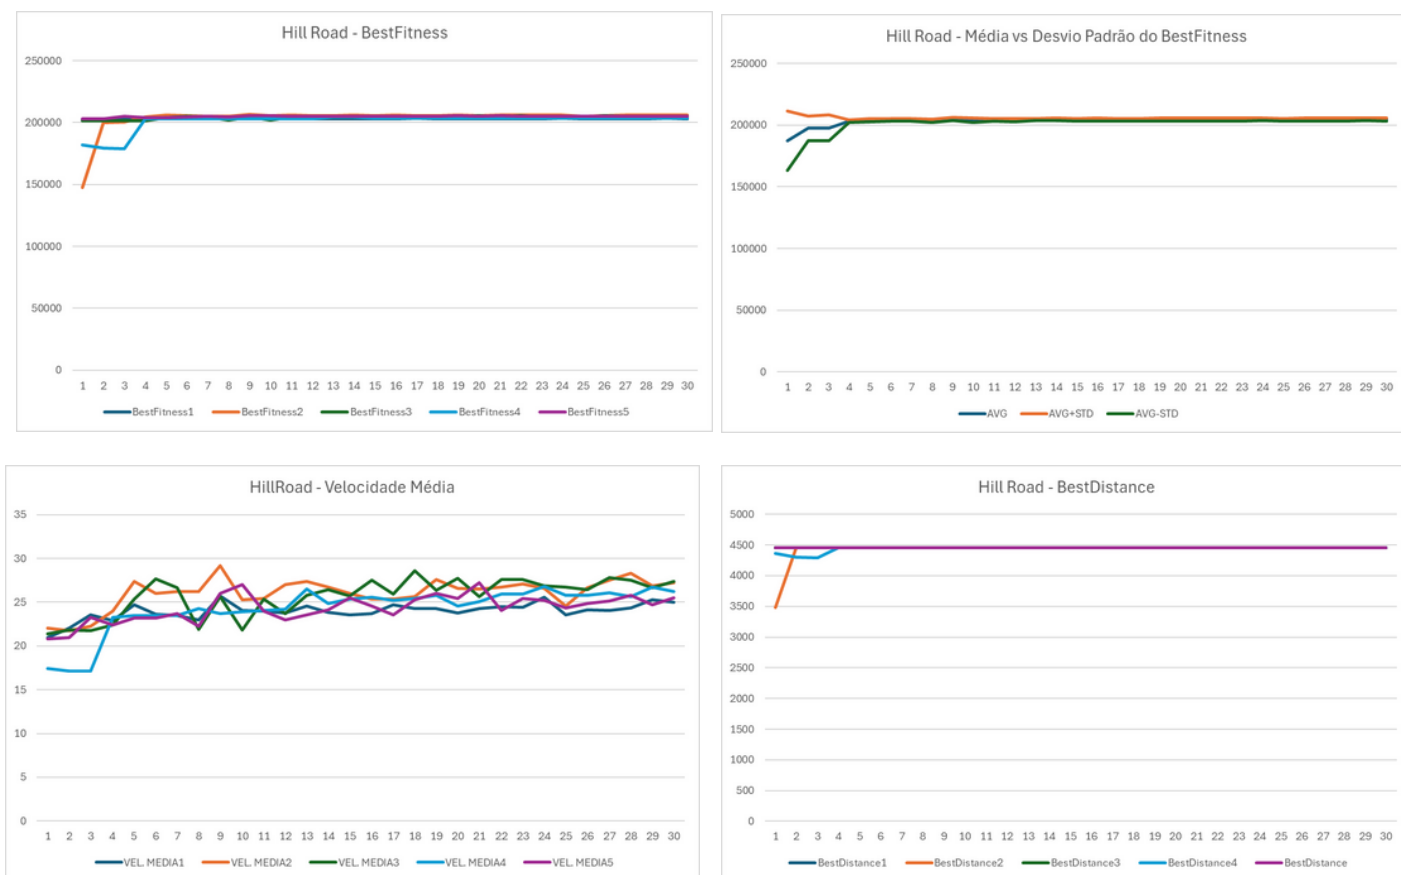 Hill Road - BestFitness
250000
200000
150000
100000
50000
0
1 2 3 4 5 6 7 8 9 10 11 12 13 14 15 16 17 18 19 20 21 22 23 24 25 26 27 28 29 30
BestFitness1 BestFitness2 BestFitness3 BestFitness4 BestFitness5
Hill Road - Média vs Desvio Padrão do BestFitness
250000
200000
150000
100000
50000
0
1 2 3 4 5 6 7 8 9 10 11 12 13 14 15 16 17 18 19 20 21 22 23 24 25 26 27 28 29 30
AVG AVG+STD AVG-STD
HillRoad - Velocidade Média
35
30
25
20
15
10
5
0
1 2 3 4 5 6 7 8 9 10 11 12 13 14 15 16 17 18 19 20 21 22 23 24 25 26 27 28 29 30
VEL. MEDIA1 VEL. MEDIA2 VEL. MEDIA3 VEL. MEDIA4 VEL. MEDIA5
Hill Road - BestDistance
5000
4500
4000
3500
3000
2500
2000
1500
1000
500
0
1 2 3 4 5 6 7 8 9 10 11 12 13 14 15 16 17 18 19 20 21 22 23 24 25 26 27 28 29 30
BestDistance1 BestDistance2 BestDistance3 BestDistance4 BestDistance